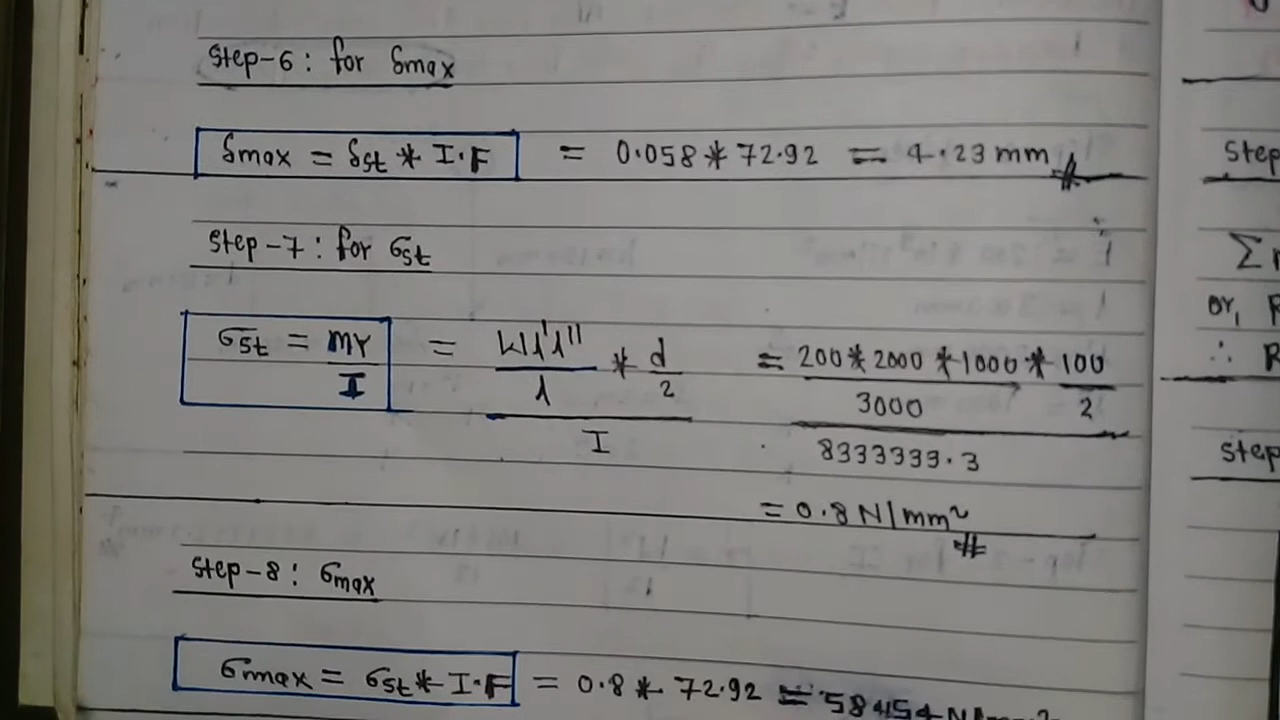 Step-6: for δmax
δmax = δst * I.F = 0.058 * 72.92 = 4.23 mm
Step-7: for σst
σst = MY/I = (Wl'l''/l * d/2)/I = (200*2000*1000/3000 * 100/2)/8333333.3
= 0.8 N/mm²
Step-8: σmax
σmax = σst * I.F = 0.8 * 72.92 =
Step
Σ
or, R
∴ R
Step